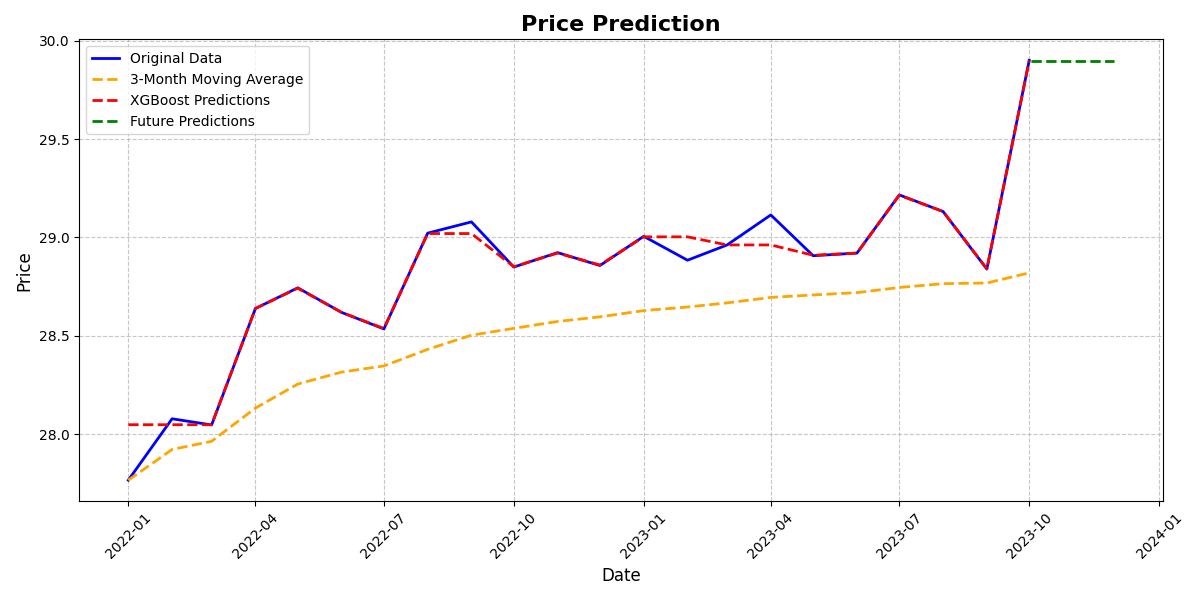 Price Prediction
Original Data
3-Month Moving Average
XGBoost Predictions
Future Predictions
Price
30.0
29.5
29.0
28.5
28.0
2022-01
2022-04
2022-07
2022-10
2023-01
2023-04
2023-07
2023-10
2024-01
Date